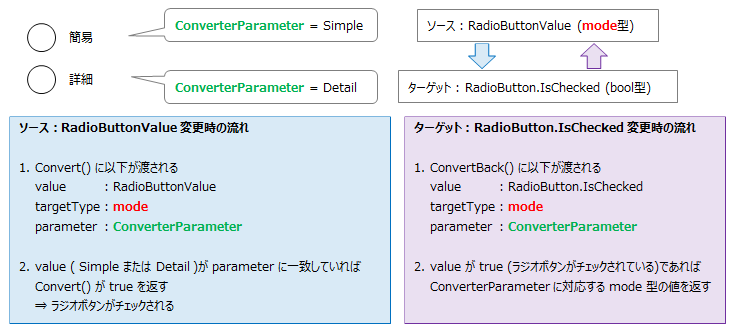 簡易
ConverterParameter = Simple
詳細
ConverterParameter = Detail
ソース : RadioButtonValue (mode型)
ターゲット : RadioButton.IsChecked (bool型)
ソース : RadioButtonValue 変更時の流れ
1. Convert() に以下が渡される
value : RadioButtonValue
targetType : mode
parameter : ConverterParameter
2. value ( Simple または Detail )が parameter に一致していれば
Convert() が true を返す
⇒ ラジオボタンがチェックされる
ターゲット : RadioButton.IsChecked 変更時の流れ
1. ConvertBack() に以下が渡される
value : RadioButton.IsChecked
targetType : mode
parameter : ConverterParameter
2. value が true (ラジオボタンがチェックされている)であれば
ConverterParameter に対応する mode 型の値を返す